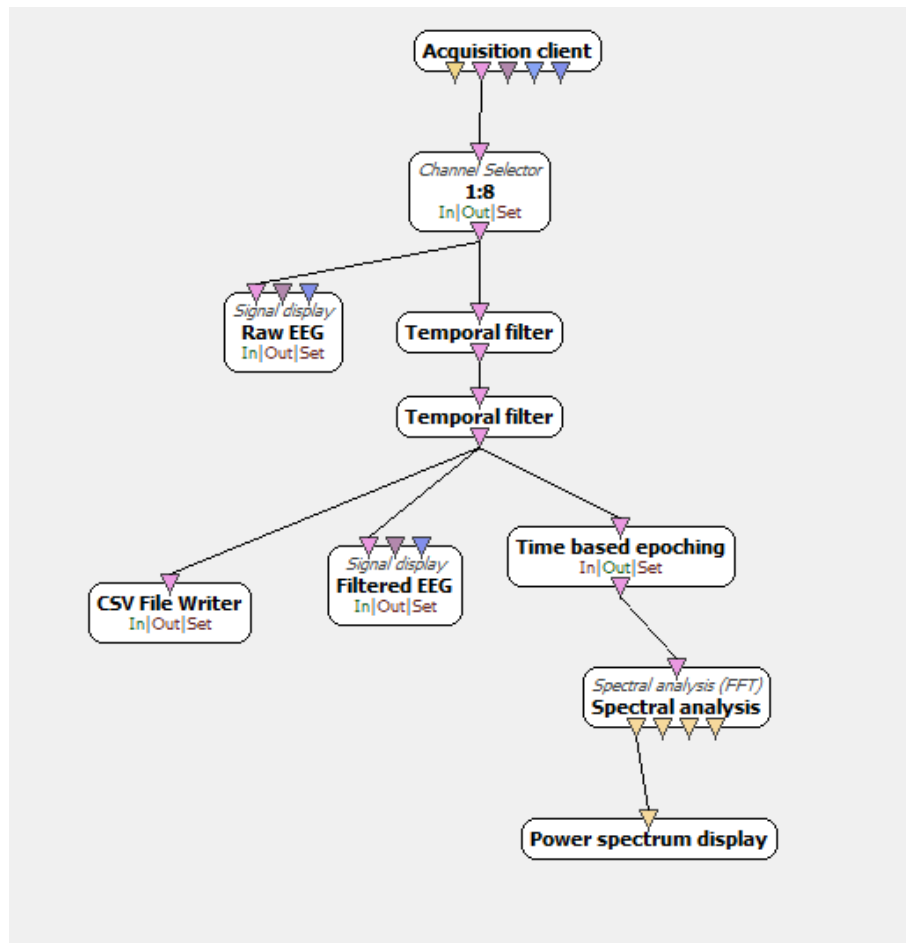 Acquisition client
Channel Selector
1:8
In|Out|Set
Signal display
Raw EEG
In|Out|Set
Temporal filter
Temporal filter
CSV File Writer
In|Out|Set
Signal display
Filtered EEG
In|Out|Set
Time based epoching
In|Out|Set
Spectral analysis (FFT)
Spectral analysis
Power spectrum display